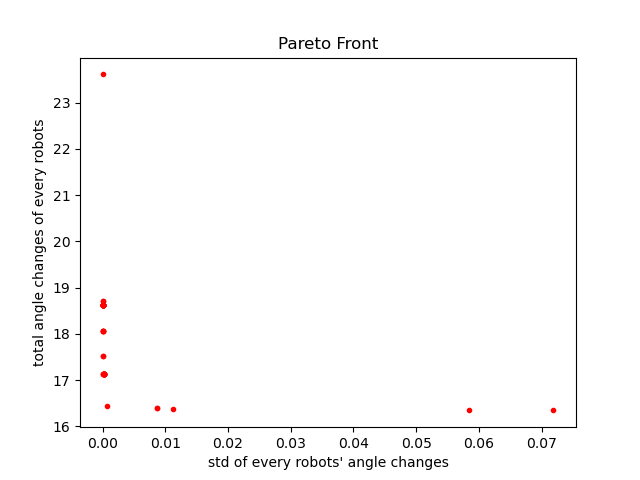 Pareto Front
total angle changes of every robots
23
22
21
20
19
18
17
16
0.00 0.01 0.02 0.03 0.04 0.05 0.06 0.07
std of every robots' angle changes